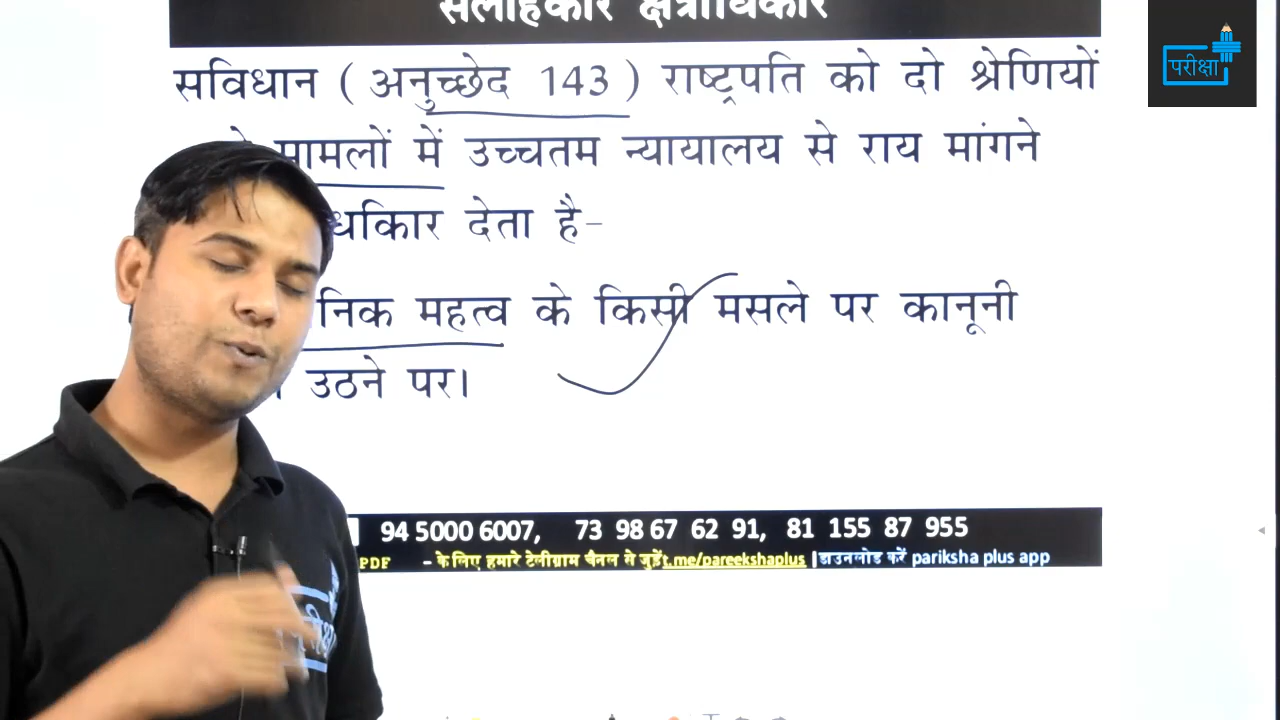 सलाहकार क्षेत्राधिकार
परीक्षा
सविधान ( अनुच्छेद 143 ) राष्ट्रपति को दो श्रेणियों
मामलों में उच्चतम न्यायालय से राय मांगने
देता है-
महत्व के किसी मसले पर कानूनी
उठने पर।
94 5000 6007, 73 98 67 62 91, 81 155 87 955
PDF – के लिए हमारे टेलीग्राम चैनल से जुड़ें t.me/pareekshaplus | डाउनलोड करें pariksha plus app